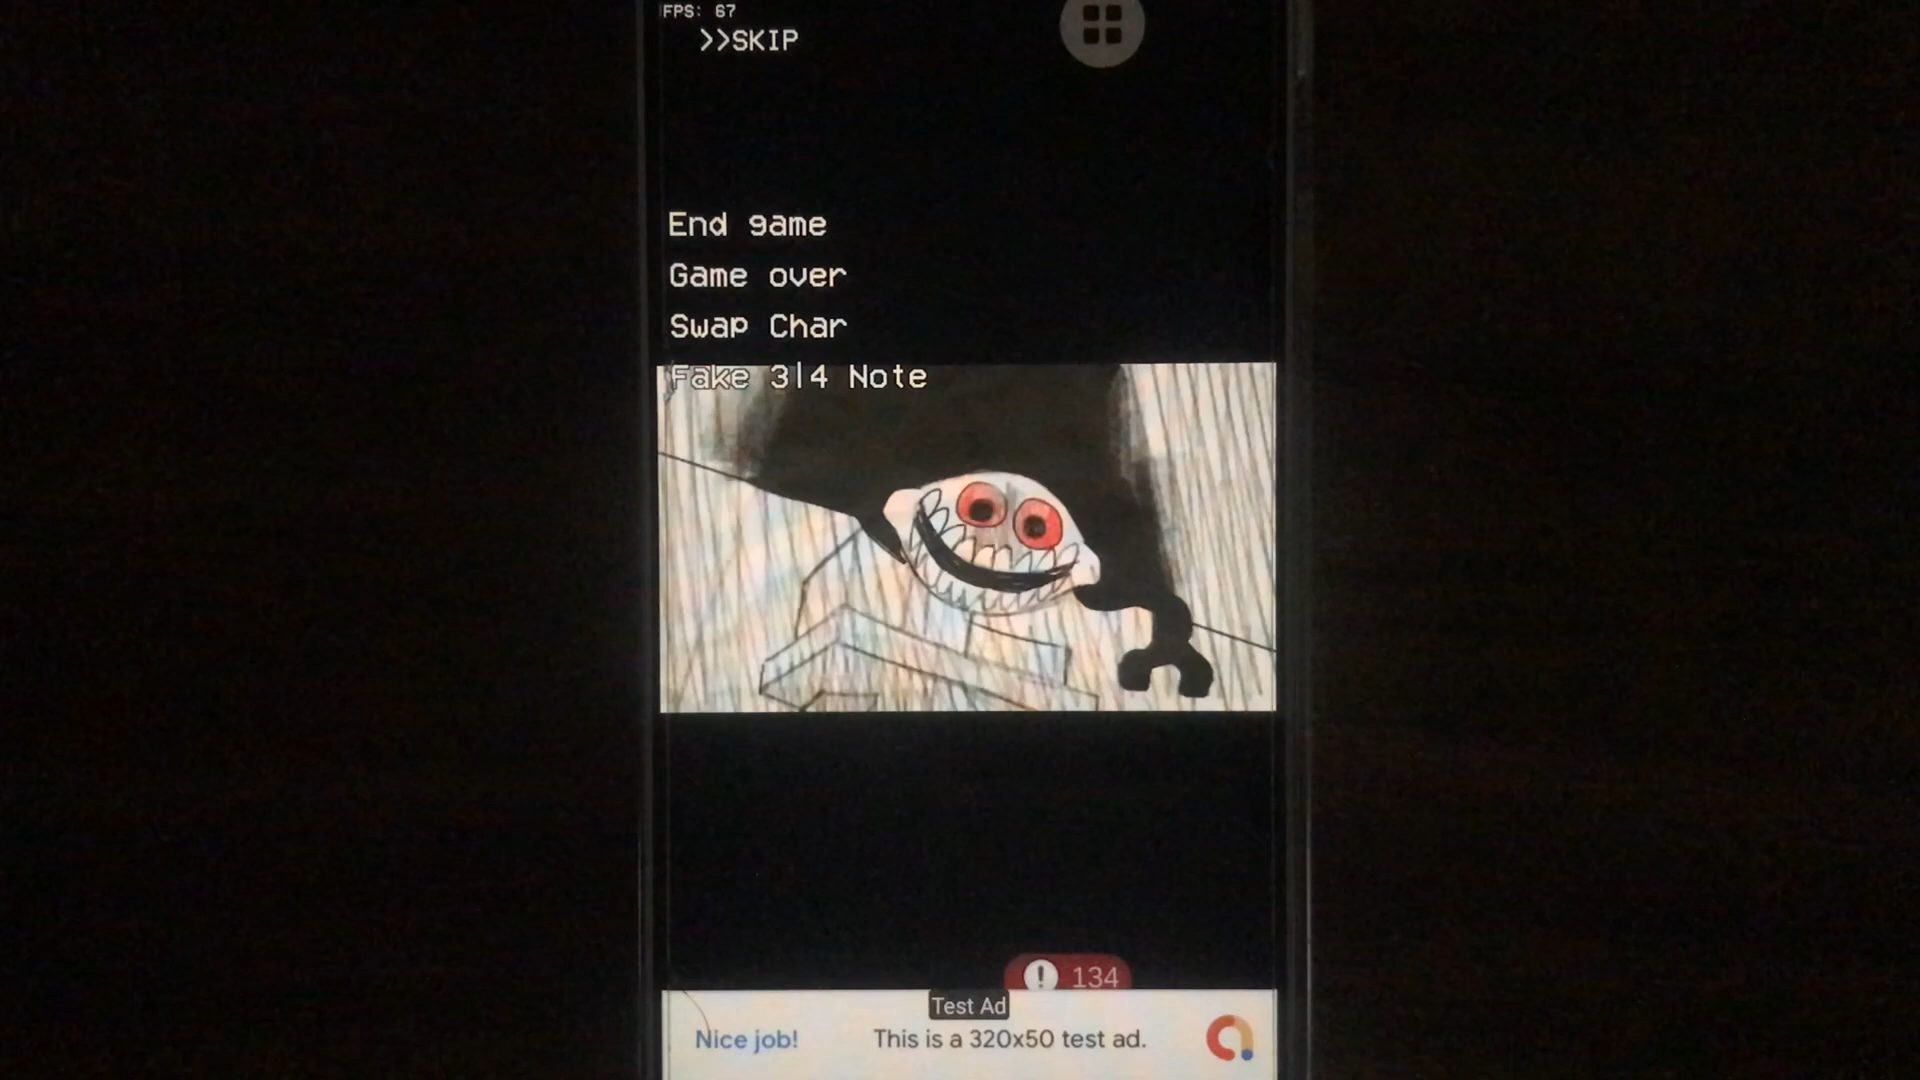 FPS: 67
>>SKIP
End game
Game over
Swap Char
Fake 3|4 Note
! 134
Test Ad
Nice job!
This is a 320x50 test ad.